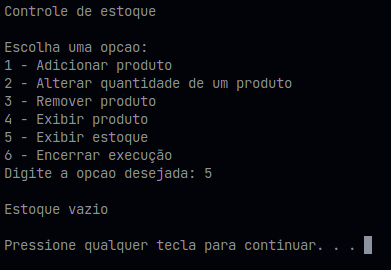 Controle de estoque
Escolha uma opcao:
1 - Adicionar produto
2 - Alterar quantidade de um produto
3 - Remover produto
4 - Exibir produto
5 - Exibir estoque
6 - Encerrar execução
Digite a opcao desejada: 5
Estoque vazio
Pressione qualquer tecla para continuar. . .